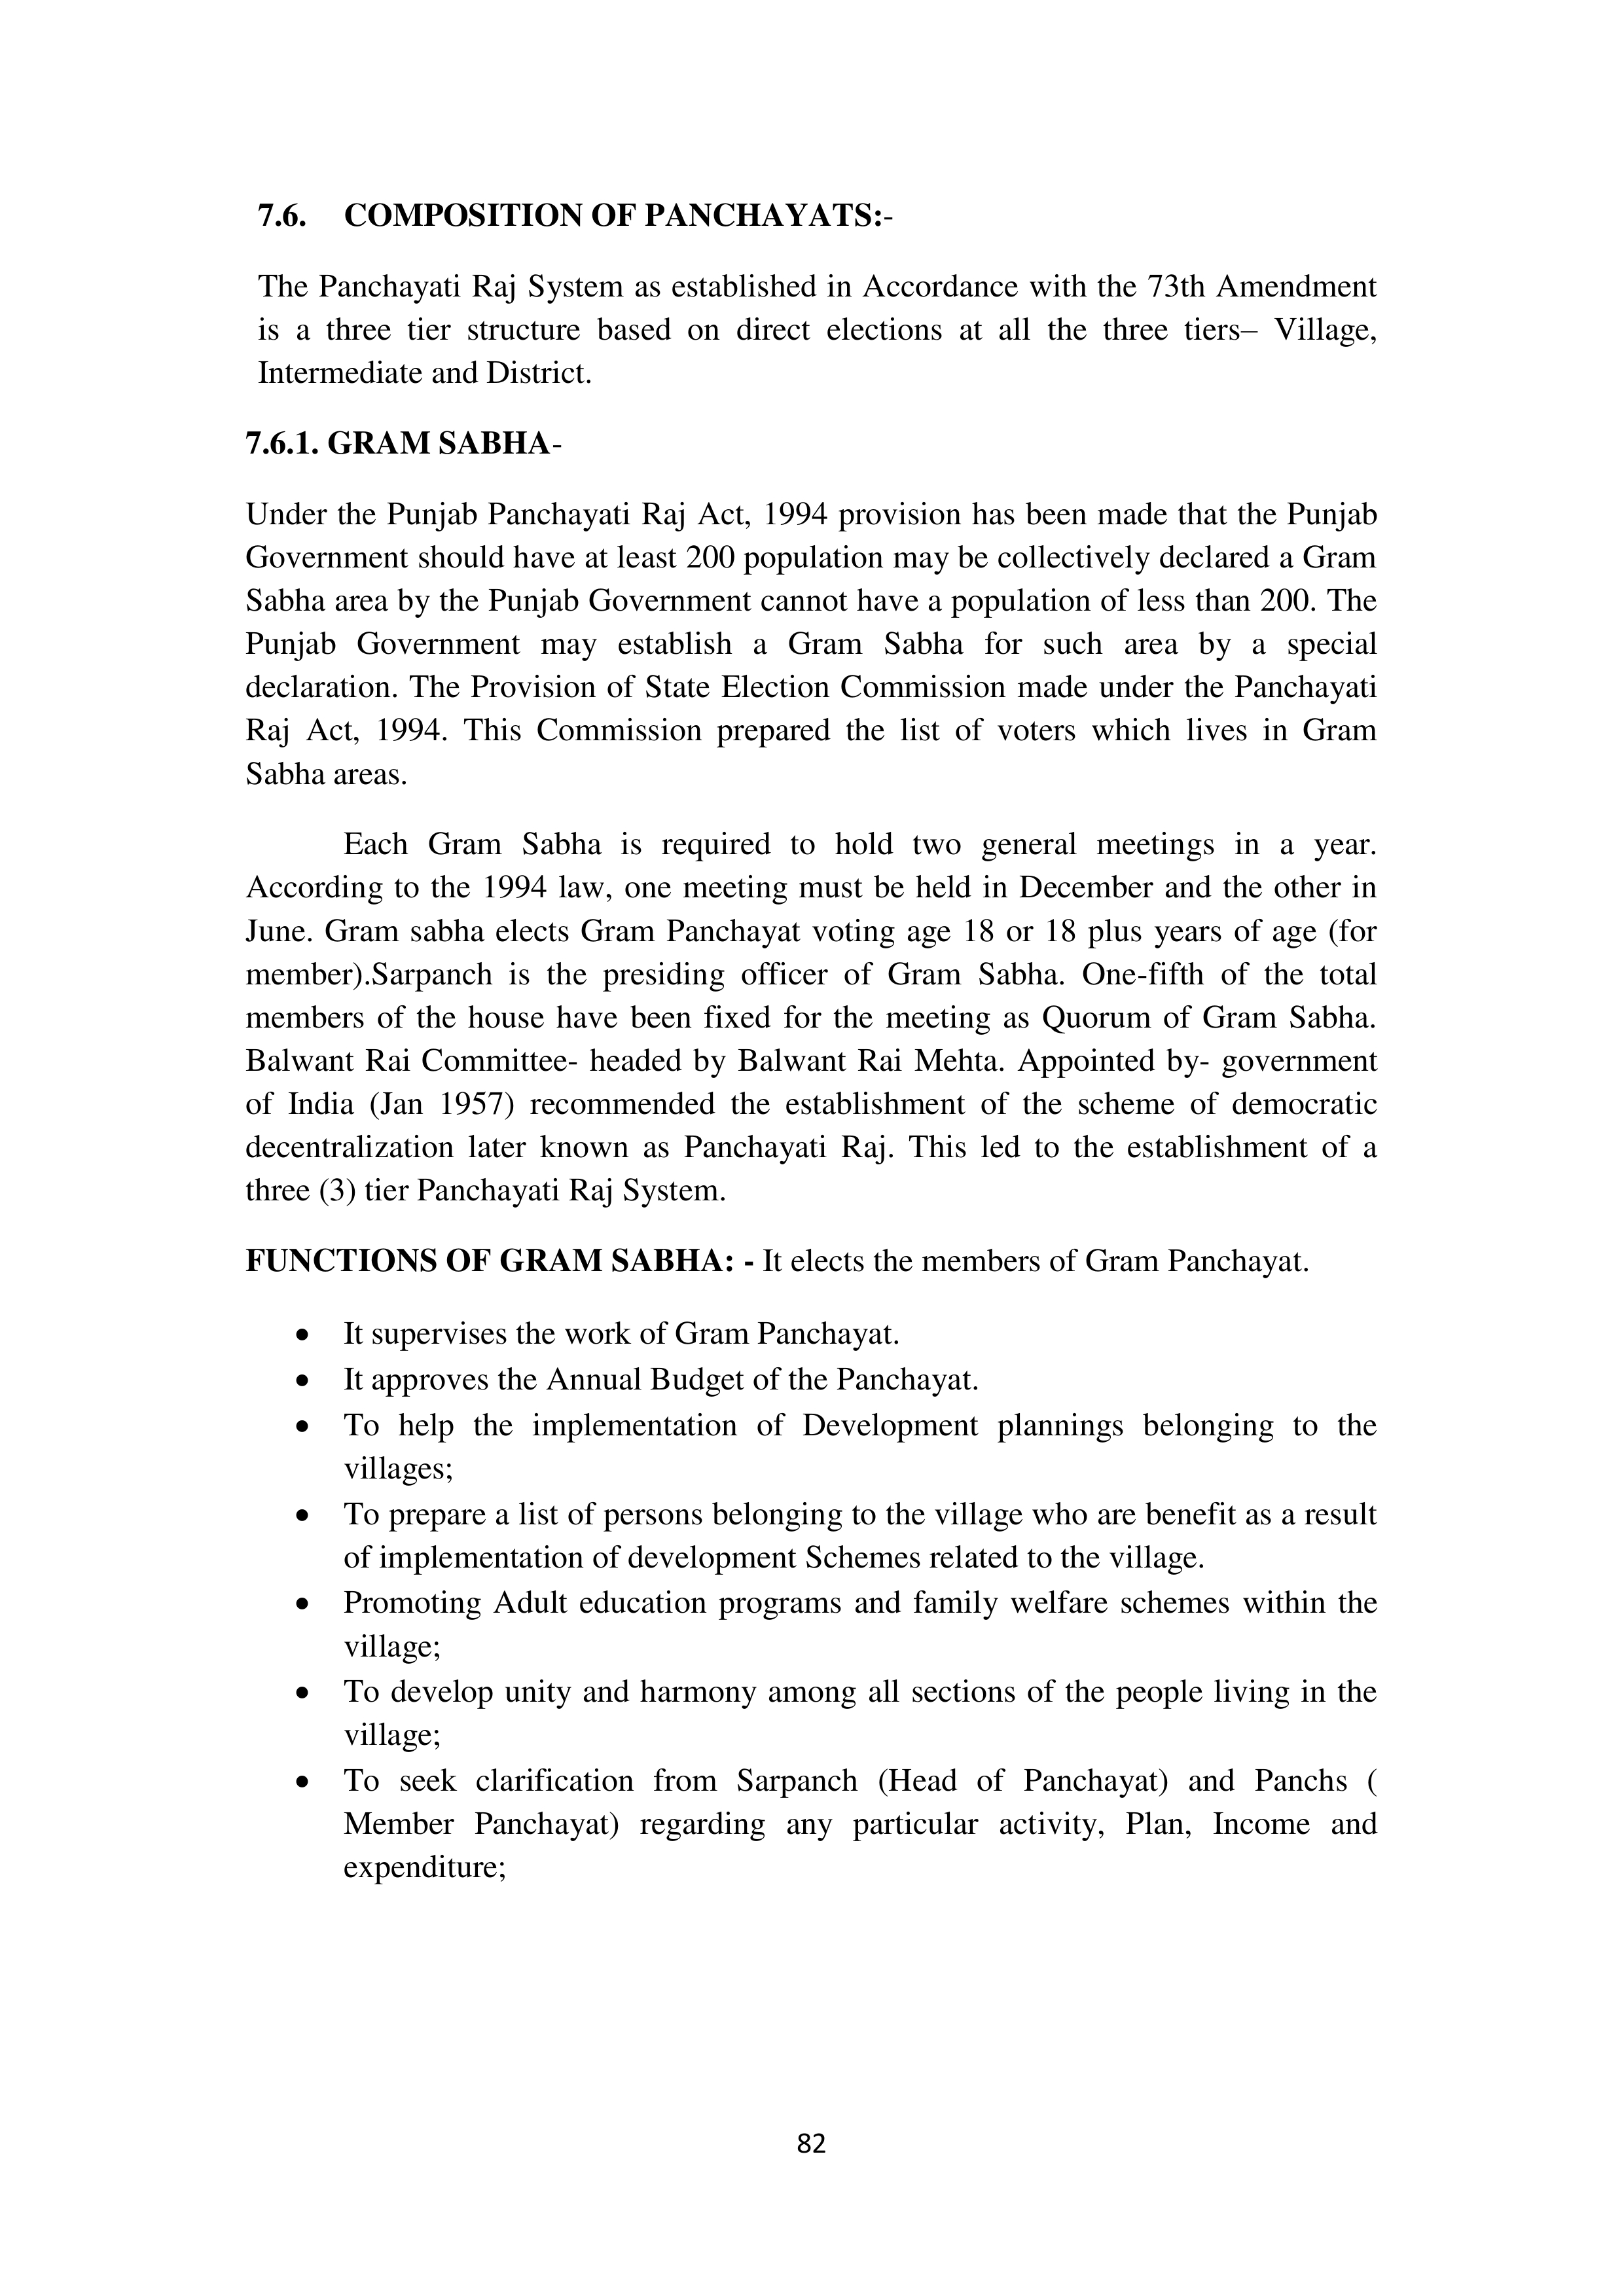 7.6. COMPOSITION OF PANCHAYATS:-
The Panchayati Raj System as established in Accordance with the 73th Amendment
is a three tier structure based on direct elections at all the three tiers– Village,
Intermediate and District.
7.6.1. GRAM SABHA-
Under the Punjab Panchayati Raj Act, 1994 provision has been made that the Punjab
Government should have at least 200 population may be collectively declared a Gram
Sabha area by the Punjab Government cannot have a population of less than 200. The
Punjab Government may establish a Gram Sabha for such area by a special
declaration. The Provision of State Election Commission made under the Panchayati
Raj Act, 1994. This Commission prepared the list of voters which lives in Gram
Sabha areas.
Each Gram Sabha is required to hold two general meetings in a year.
According to the 1994 law, one meeting must be held in December and the other in
June. Gram sabha elects Gram Panchayat voting age 18 or 18 plus years of age (for
member).Sarpanch is the presiding officer of Gram Sabha. One-fifth of the total
members of the house have been fixed for the meeting as Quorum of Gram Sabha.
Balwant Rai Committee- headed by Balwant Rai Mehta. Appointed by- government
of India (Jan 1957) recommended the establishment of the scheme of democratic
decentralization later known as Panchayati Raj. This led to the establishment of a
three (3) tier Panchayati Raj System.
FUNCTIONS OF GRAM SABHA: - It elects the members of Gram Panchayat.
• It supervises the work of Gram Panchayat.
• It approves the Annual Budget of the Panchayat.
• To help the implementation of Development plannings belonging to the
villages;
• To prepare a list of persons belonging to the village who are benefit as a result
of implementation of development Schemes related to the village.
• Promoting Adult education programs and family welfare schemes within the
village;
• To develop unity and harmony among all sections of the people living in the
village;
• To seek clarification from Sarpanch (Head of Panchayat) and Panchs (
Member Panchayat) regarding any particular activity, Plan, Income and
expenditure;
82